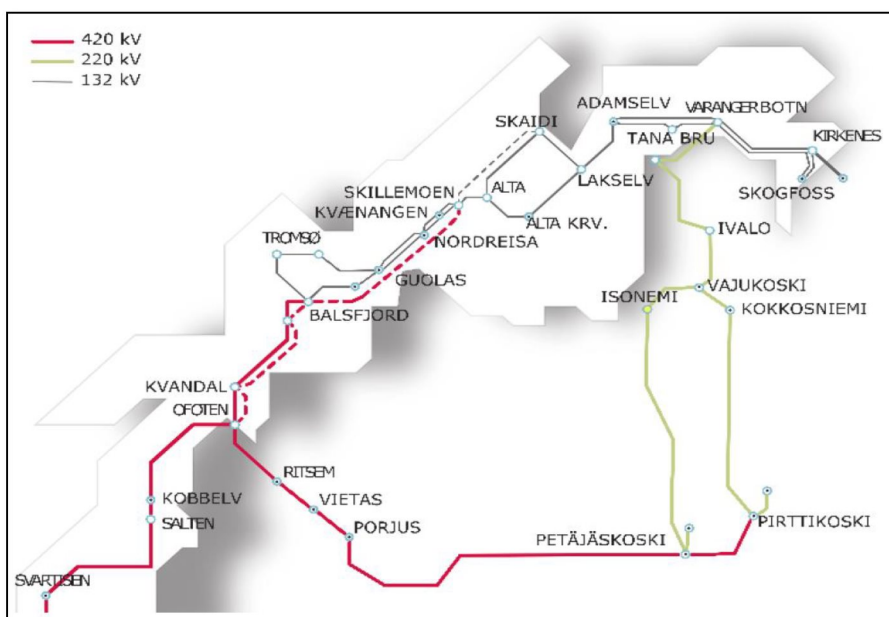 420 kV
220 kV
132 kV
SKAIDI
ADAMSELV
VARANGERBOTN
TANA BRU
KIRKENES
SKILLEMOEN
ALTA
LAKSELV
SKOGFOSS
KVÆNANGEN
ALTA KRV.
TROMSØ
NORDREISA
IVALO
GUOLAS
VAJUKOSKI
ISONEMI
BALSFJORD
KOKKOSNIEMI
KVANDAL
OFOTEN
RITSEM
KOBBELV
VIETAS
SALTEN
PORJUS
PIRTTIKOSKI
PETÄJÄSKOSKI
SVARTISEN